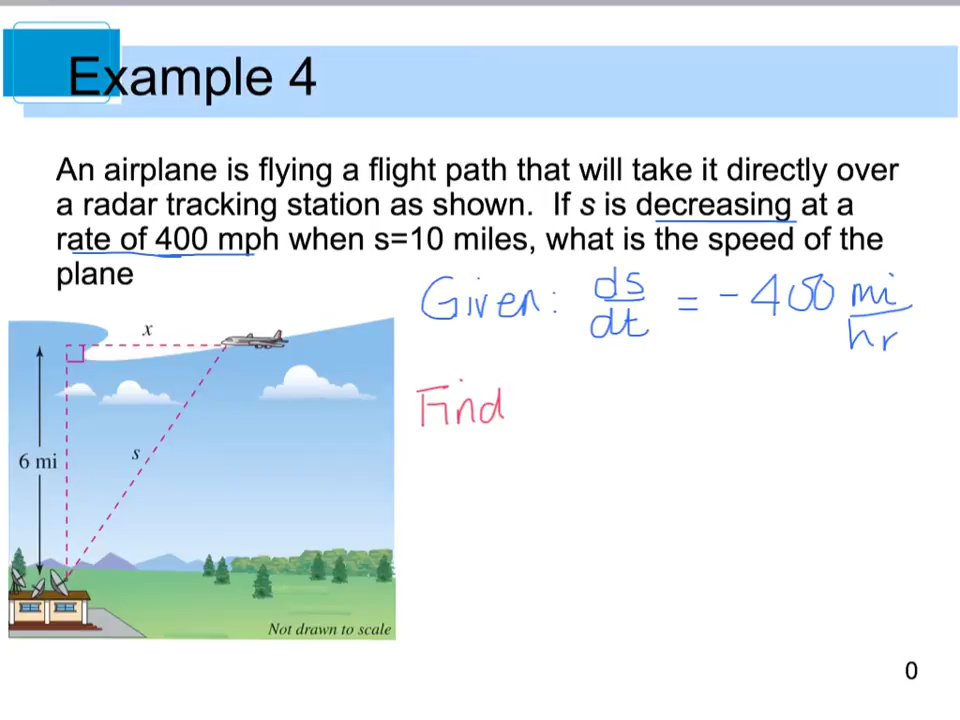 Example 4
An airplane is flying a flight path that will take it directly over
a radar tracking station as shown.  If s is decreasing at a
rate of 400 mph when s=10 miles, what is the speed of the
plane
Given: ds/dt = -400 mi/hr
x
Find
s
6 mi
Not drawn to scale
0